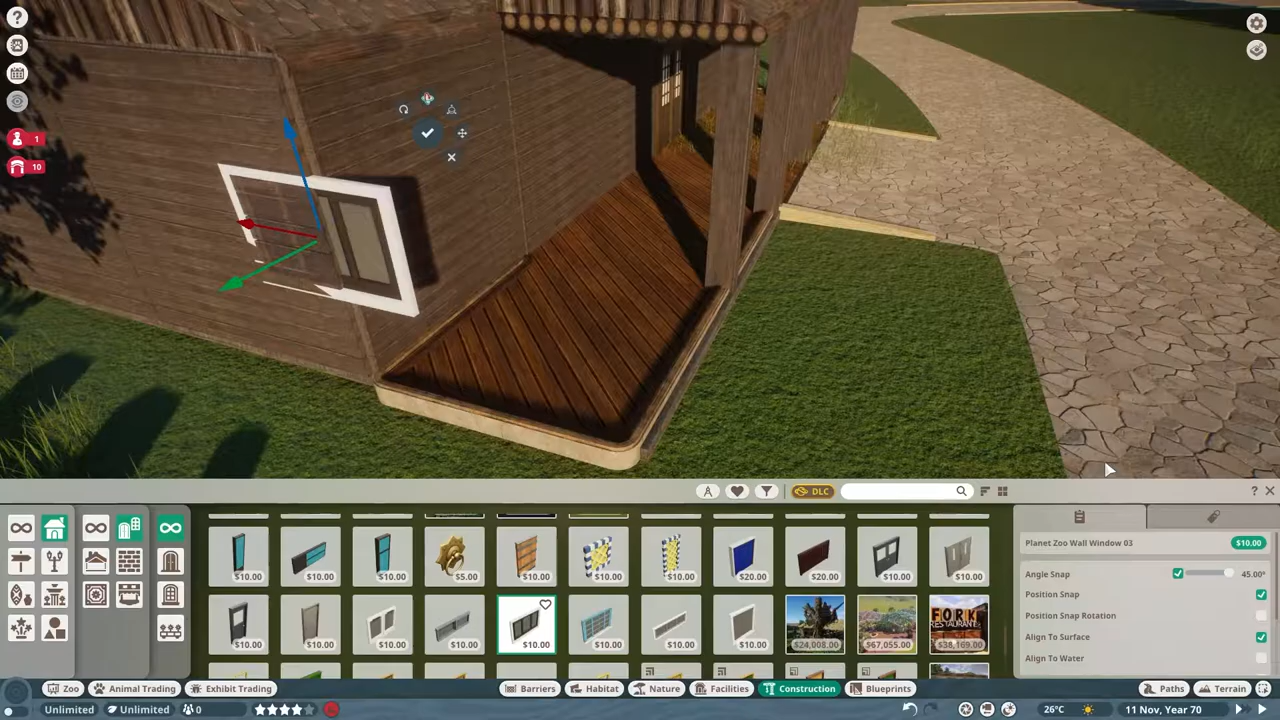 ?
1
10
DLC
? ×
$10.00 $10.00 $10.00 $5.00 $10.00 $10.00 $10.00 $20.00 $20.00 $10.00 $10.00
$10.00 $10.00 $10.00 $10.00 $10.00 $10.00 $10.00 $10.00 $24,008.00 $67,055.00 $38,169.00
FORK
RESTAURANT
Planet Zoo Wall Window 03 $10.00
Angle Snap 45.00°
Position Snap
Position Snap Rotation
Align To Surface
Align To Water
Zoo Animal Trading Exhibit Trading Barriers Habitat Nature Facilities Construction Blueprints Paths Terrain
Unlimited Unlimited 0 26°C 11 Nov, Year 70